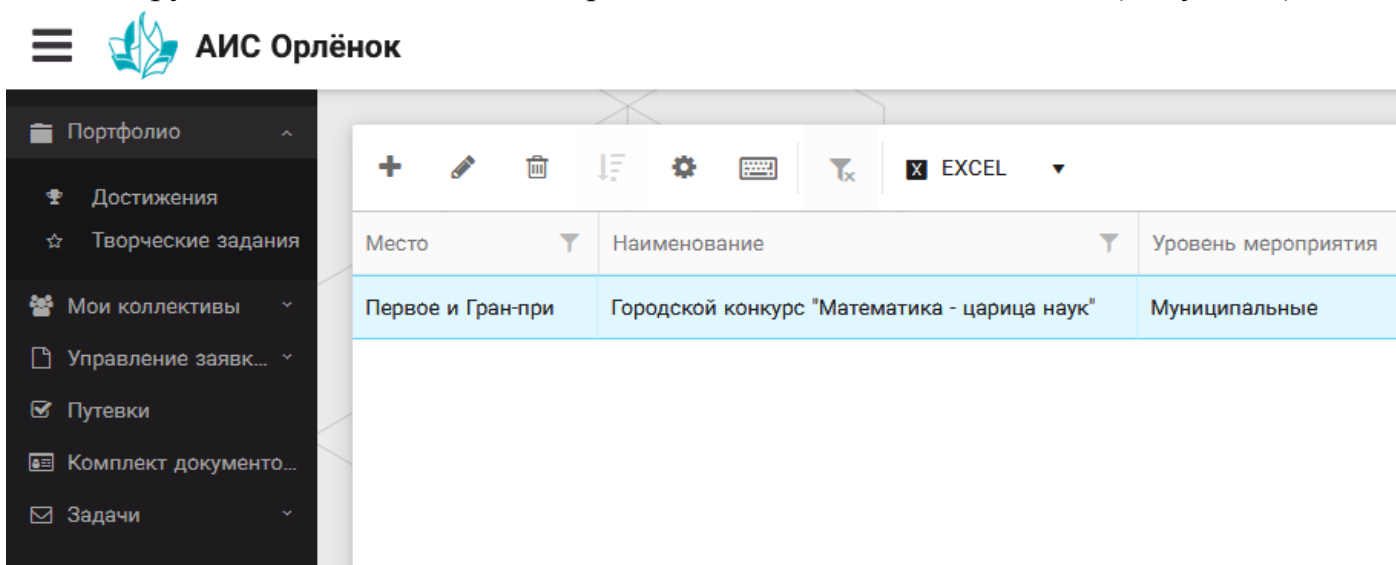 АИС Орлёнок
Портфолио
Достижения
Творческие задания
Мои коллективы
Управление заявк...
Путевки
Комплект документо...
Задачи
X EXCEL
Место Наименование Уровень мероприятия
Первое и Гран-при Городской конкурс "Математика - царица наук" Муниципальные